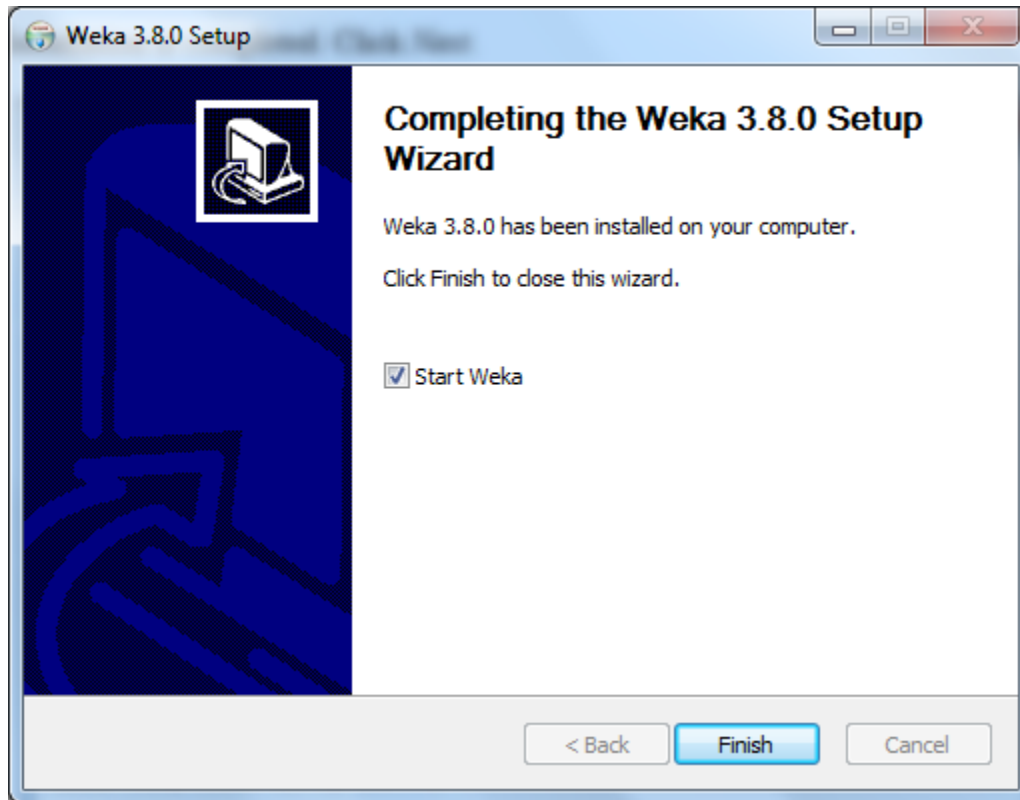 Weka 3.8.0 Setup
Completing the Weka 3.8.0 Setup
Wizard
Weka 3.8.0 has been installed on your computer.
Click Finish to close this wizard.
Start Weka
< Back
Finish
Cancel